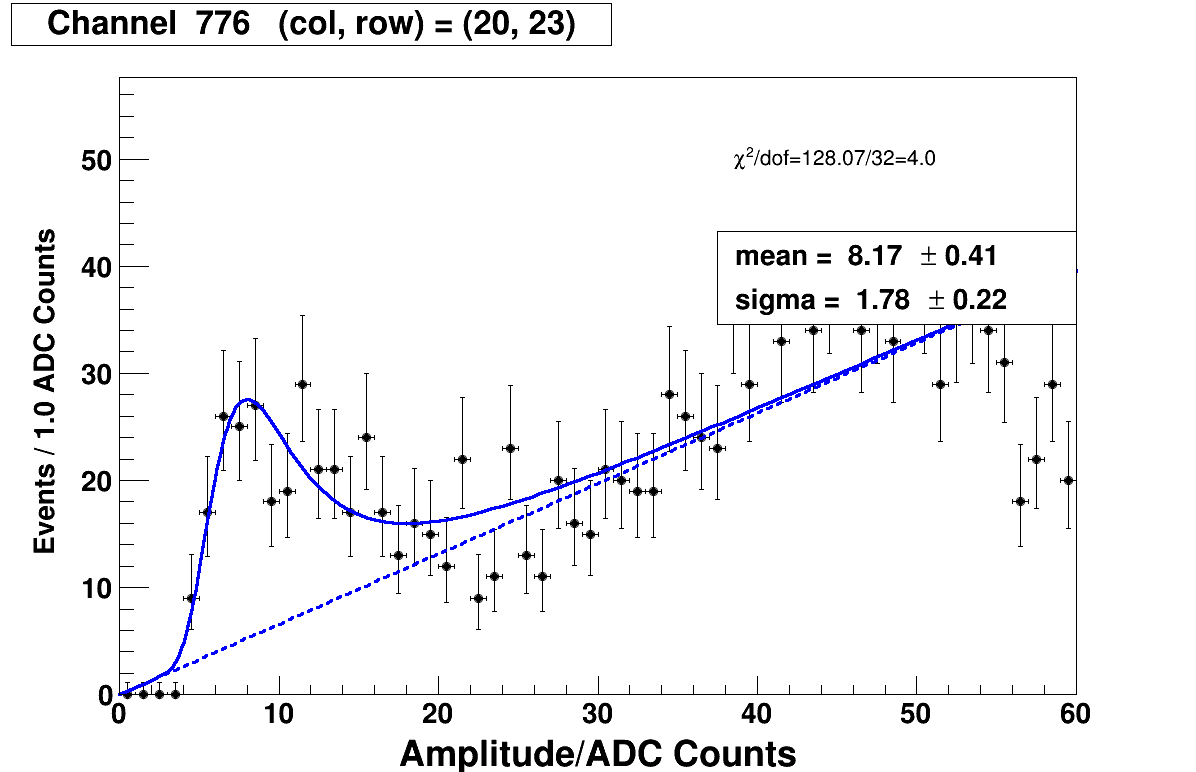 Channel 776 (col, row) = (20, 23)
χ²/dof=128.07/32=4.0
mean = 8.17 ± 0.41
sigma = 1.78 ± 0.22
Events / 1.0 ADC Counts
50
40
30
20
10
0
0 10 20 30 40 50 60
Amplitude/ADC Counts